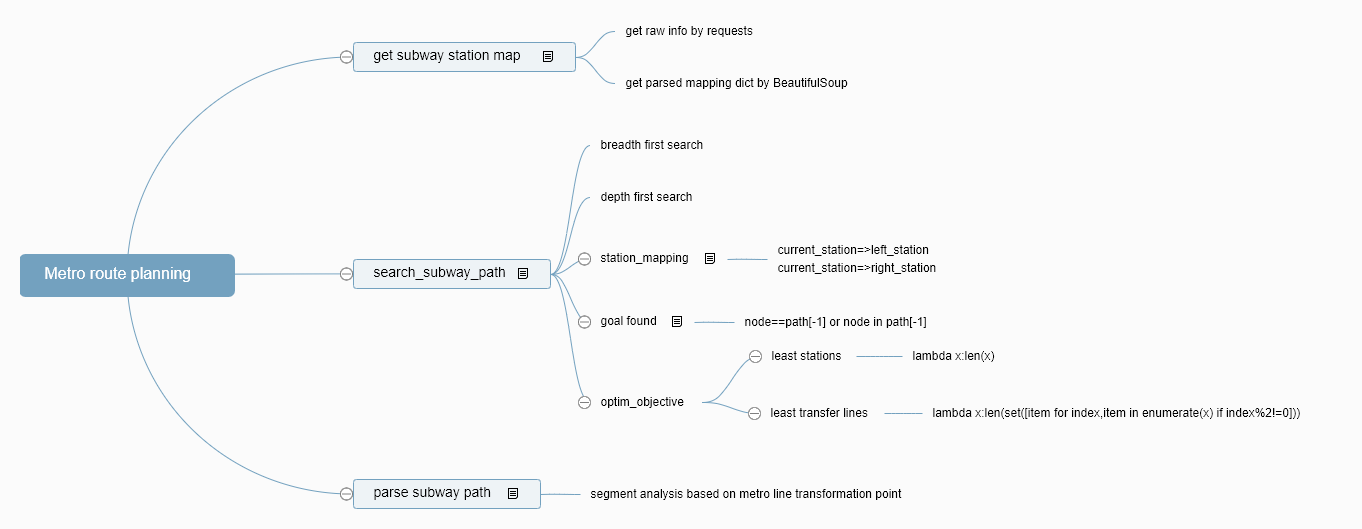 get raw info by requests
get subway station map
get parsed mapping dict by BeautifulSoup
breadth first search
depth first search
station_mapping
current_station=>left_station
current_station=>right_station
Metro route planning
search_subway_path
goal found
node==path[-1] or node in path[-1]
least stations
lambda x:len(x)
optim_objective
least transfer lines
lambda x:len(set([item for index,item in enumerate(x) if index%2!=0]))
parse subway path
segment analysis based on metro line transformation point